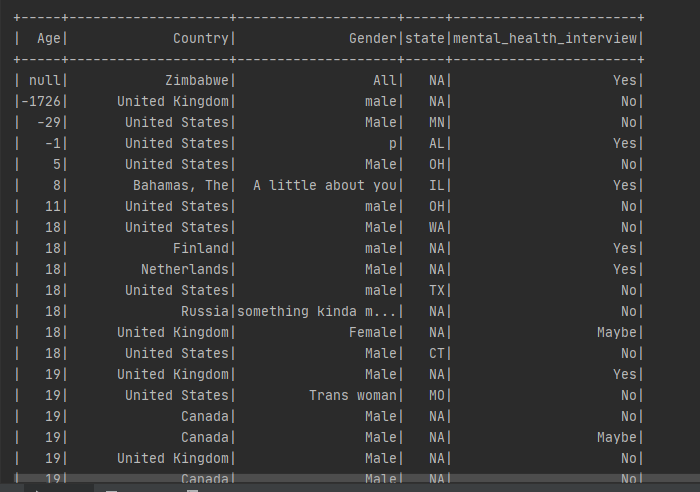 +-----+--------------------+--------------------+-----+-----------------------+
|  Age|             Country|              Gender|state|mental_health_interview|
+-----+--------------------+--------------------+-----+-----------------------+
| null|            Zimbabwe|                 All|   NA|                    Yes|
|-1726|      United Kingdom|                male|   NA|                     No|
|  -29|       United States|                Male|   MN|                     No|
|   -1|       United States|                   p|   AL|                    Yes|
|    5|       United States|                Male|   OH|                     No|
|    8|        Bahamas, The|  A little about you|   IL|                    Yes|
|   11|       United States|                male|   OH|                     No|
|   18|       United States|                Male|   WA|                     No|
|   18|             Finland|                male|   NA|                    Yes|
|   18|         Netherlands|                Male|   NA|                    Yes|
|   18|       United States|                male|   TX|                     No|
|   18|              Russia|something kinda m...|   NA|                     No|
|   18|      United Kingdom|              Female|   NA|                  Maybe|
|   18|       United States|                Male|   CT|                     No|
|   19|      United Kingdom|                Male|   NA|                    Yes|
|   19|       United States|         Trans woman|   MO|                     No|
|   19|              Canada|                Male|   NA|                     No|
|   19|              Canada|                Male|   NA|                  Maybe|
|   19|      United Kingdom|                Male|   NA|                     No|
|   19|              Canada|                Male|   NA|                     No|